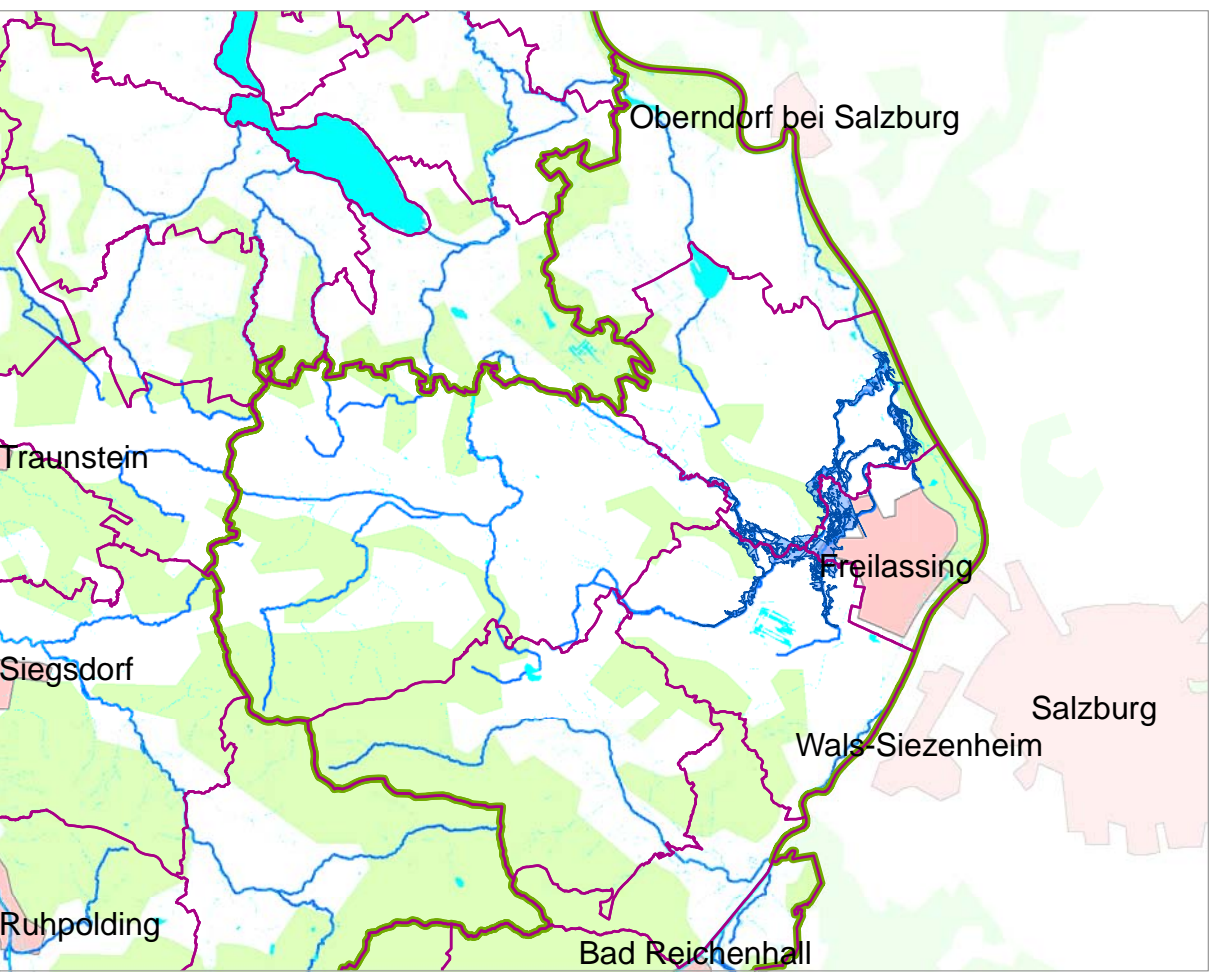 Oberndorf bei Salzburg
Traunstein
Freilassing
Siegsdorf
Salzburg
Wals-Siezenheim
Ruhpolding
Bad Reichenhall